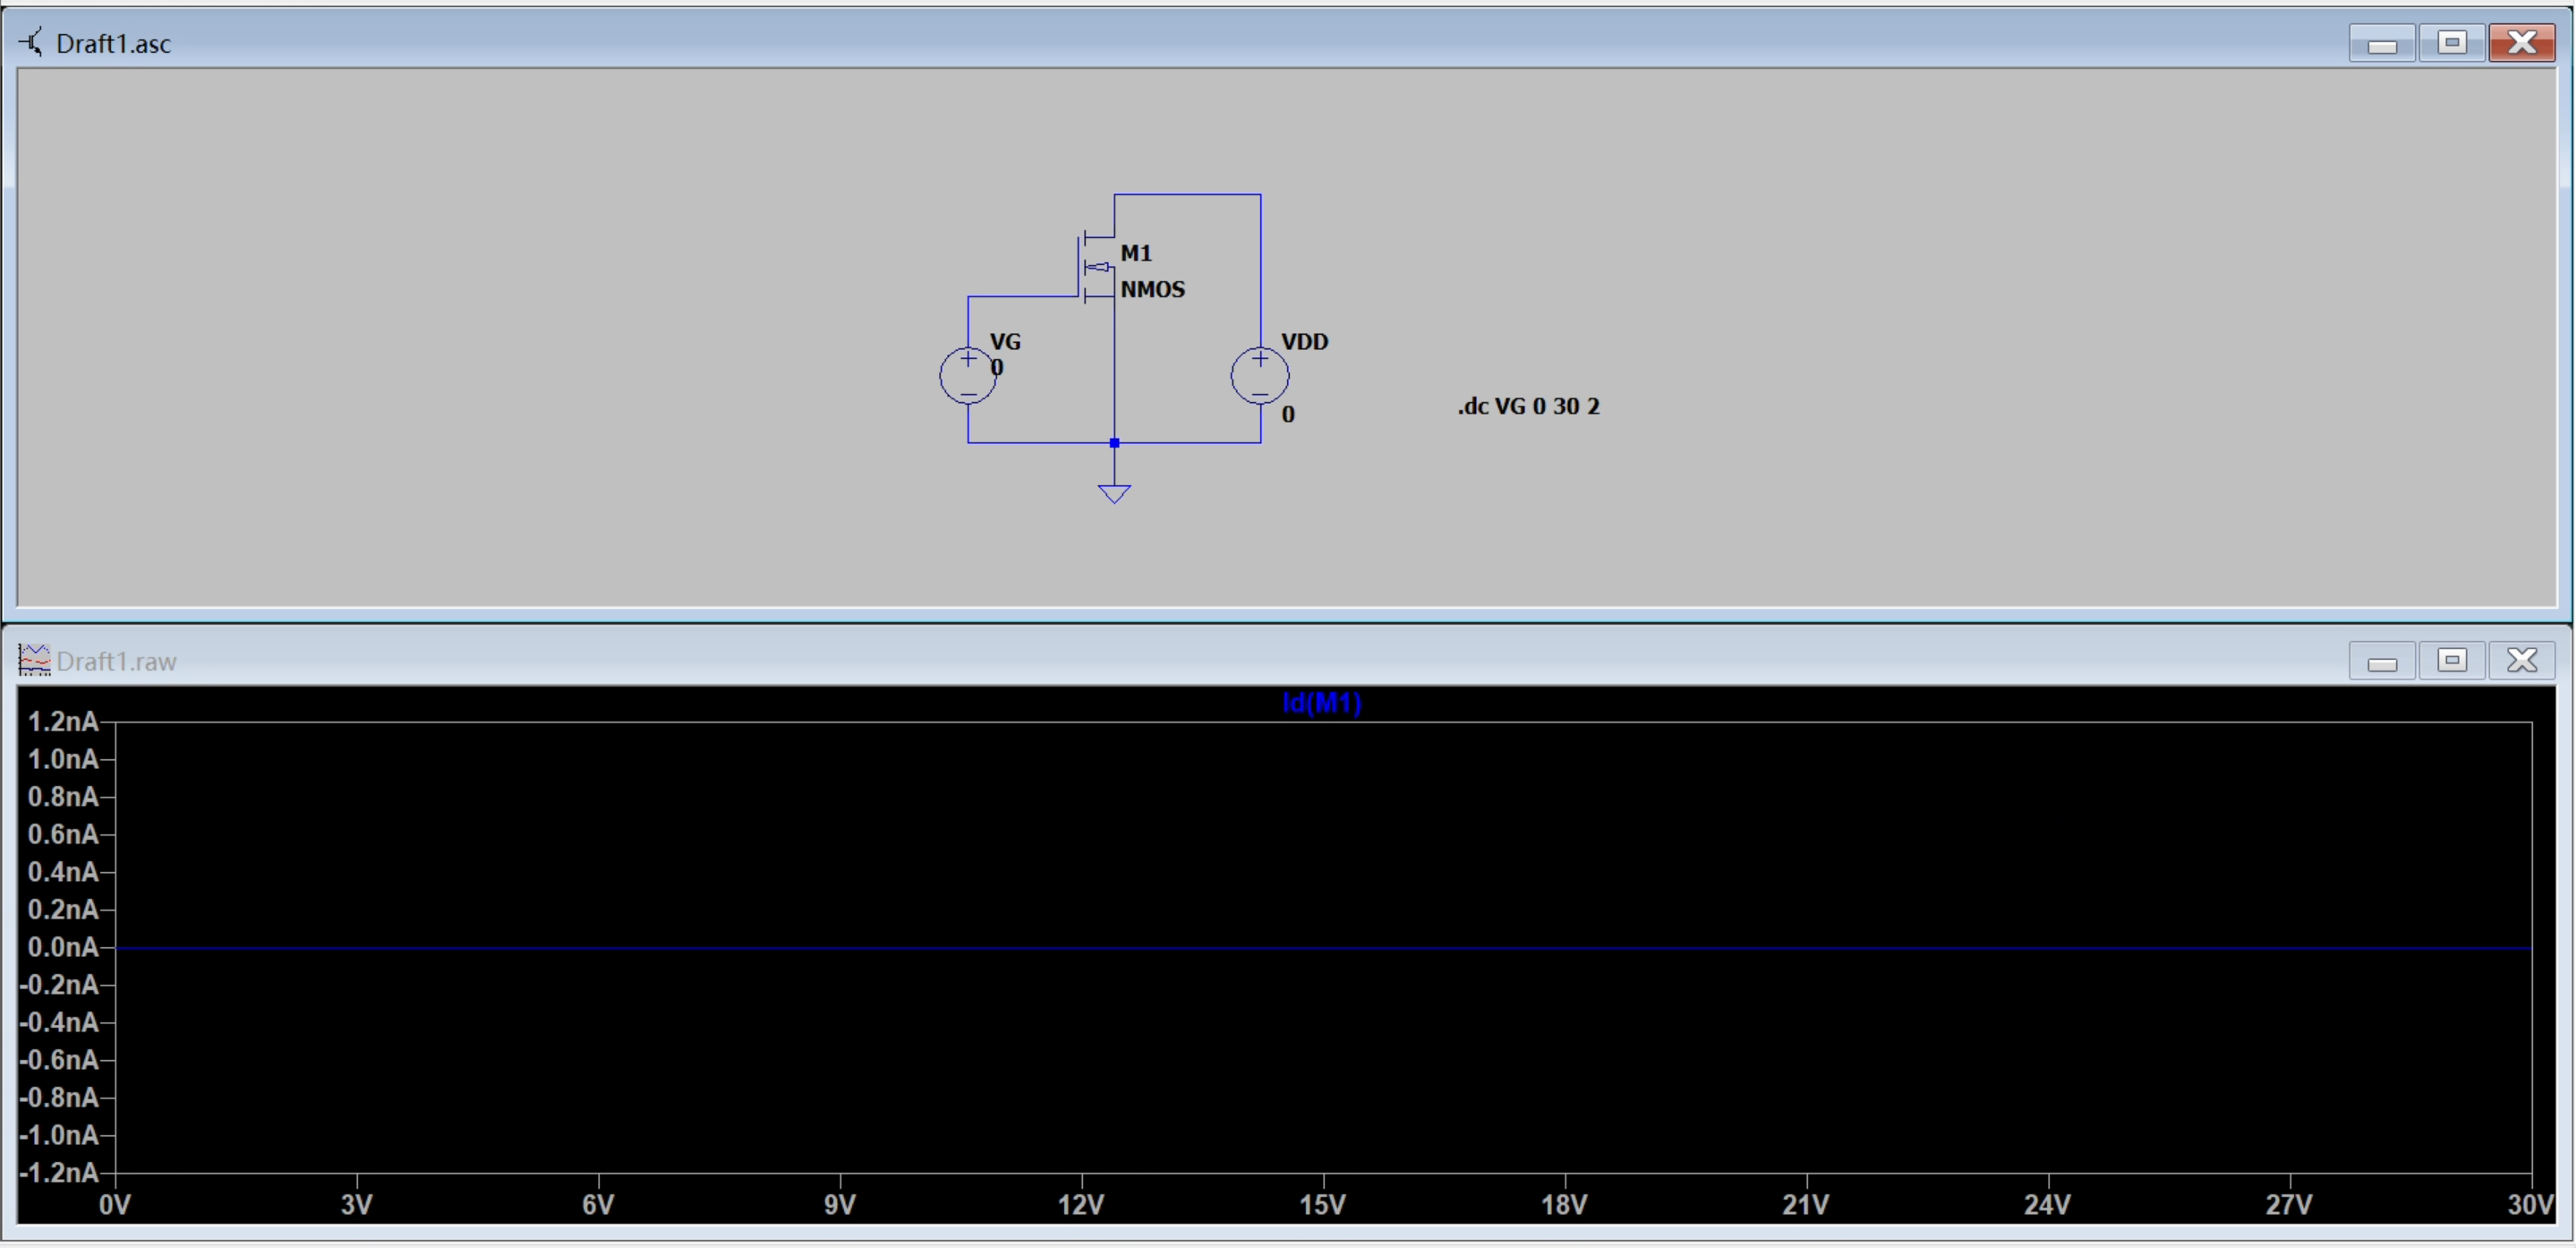 Draft1.asc
M1
NMOS
VG
0
VDD
0
.dc VG 0 30 2
Draft1.raw
Id(M1)
1.2nA
1.0nA
0.8nA
0.6nA
0.4nA
0.2nA
0.0nA
-0.2nA
-0.4nA
-0.6nA
-0.8nA
-1.0nA
-1.2nA
0V 3V 6V 9V 12V 15V 18V 21V 24V 27V 30V